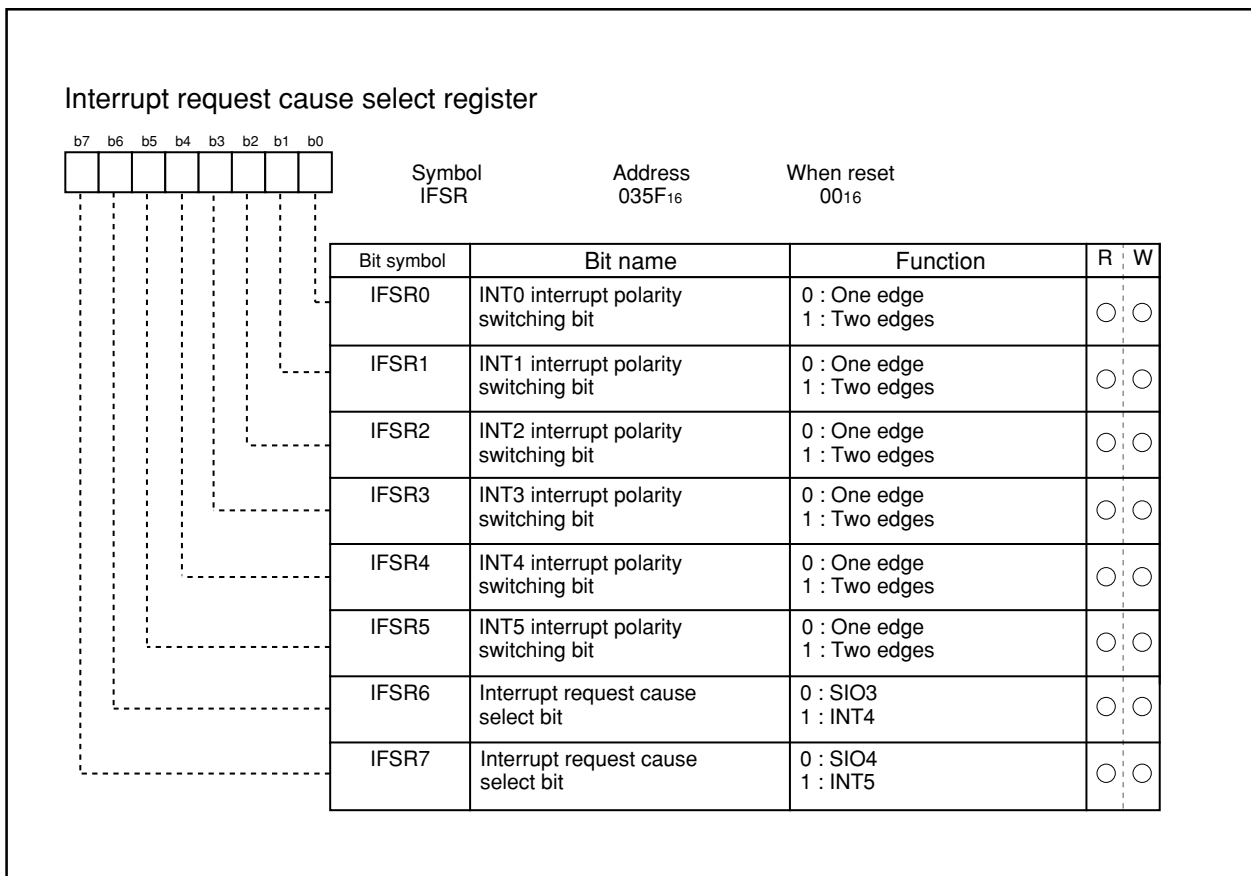 Interrupt request cause select register
b7 b6 b5 b4 b3 b2 b1 b0
Symbol Address When reset
IFSR 035F16 0016
Bit symbol Bit name Function R W
IFSR0 INT0 interrupt polarity 0 : One edge
switching bit 1 : Two edges
IFSR1 INT1 interrupt polarity 0 : One edge
switching bit 1 : Two edges
IFSR2 INT2 interrupt polarity 0 : One edge
switching bit 1 : Two edges
IFSR3 INT3 interrupt polarity 0 : One edge
switching bit 1 : Two edges
IFSR4 INT4 interrupt polarity 0 : One edge
switching bit 1 : Two edges
IFSR5 INT5 interrupt polarity 0 : One edge
switching bit 1 : Two edges
IFSR6 Interrupt request cause 0 : SIO3
select bit 1 : INT4
IFSR7 Interrupt request cause 0 : SIO4
select bit 1 : INT5